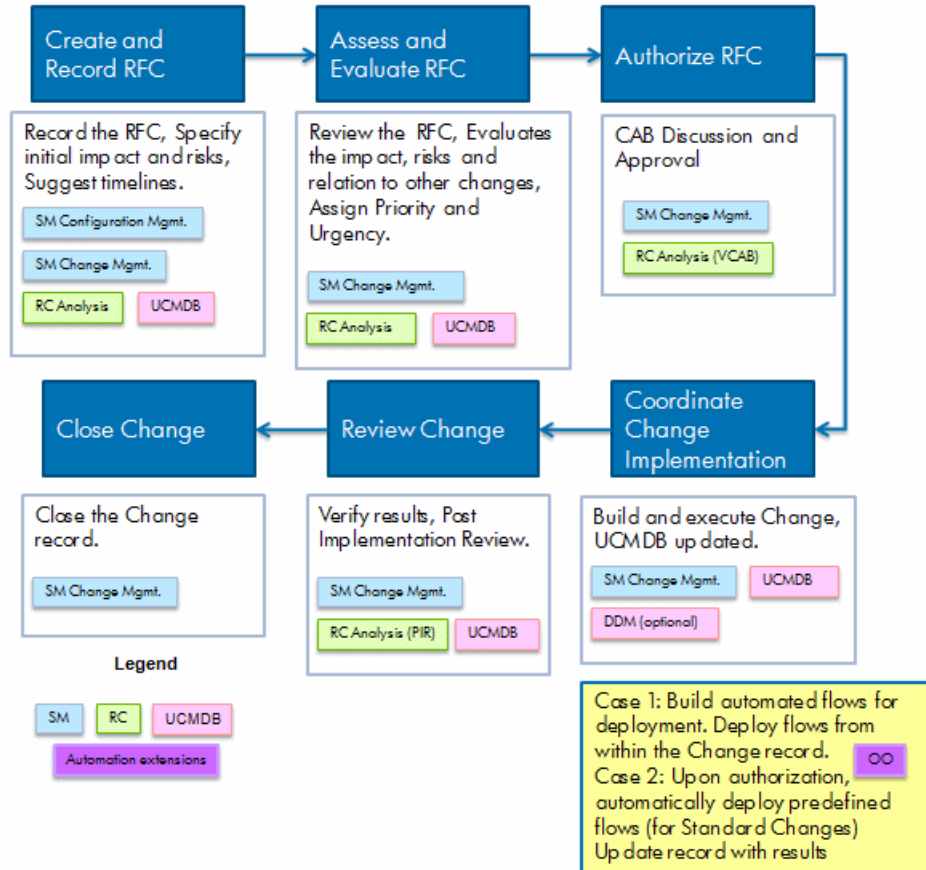 Create and
Record RFC
Assess and
Evaluate RFC
Authorize RFC
Record the RFC, Specify
initial impact and risks,
Suggest timelines.
SM Configuration Mgmt.
SM Change Mgmt.
RC Analysis
UCMDB
Review the RFC, Evaluates
the impact, risks and
relation to other changes,
Assign Priority and
Urgency.
SM Change Mgmt.
RC Analysis
UCMDB
CAB Discussion and
Approval
SM Change Mgmt.
RC Analysis (VCAB)
Close Change
Review Change
Coordinate
Change
Implementation
Close the Change
record.
SM Change Mgmt.
Verify results, Post
Implementation Review.
SM Change Mgmt.
RC Analysis (PIR)
UCMDB
Build and execute Change,
UCMDB updated.
SM Change Mgmt.
UCMDB
DDM (optional)
Legend
SM
RC
UCMDB
Automation extensions
Case 1: Build automated flows for
deployment. Deploy flows from
within the Change record.
OO
Case 2: Upon authorization,
automatically deploy predefined
flows (for Standard Changes)
Update record with results